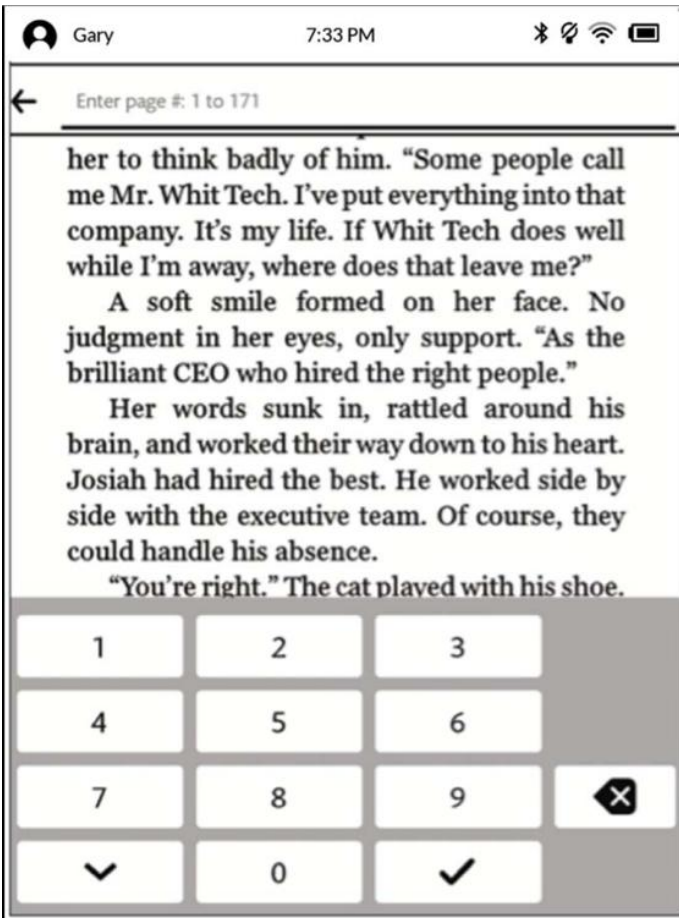 Gary
7:33 PM
Enter page #: 1 to 171
her to think badly of him. “Some people call
me Mr. Whit Tech. I’ve put everything into that
company. It’s my life. If Whit Tech does well
while I’m away, where does that leave me?”
A soft smile formed on her face. No
judgment in her eyes, only support. “As the
brilliant CEO who hired the right people.”
Her words sunk in, rattled around his
brain, and worked their way down to his heart.
Josiah had hired the best. He worked side by
side with the executive team. Of course, they
could handle his absence.
“You’re right.” The cat played with his shoe.
1 2 3
4 5 6
7 8 9
0